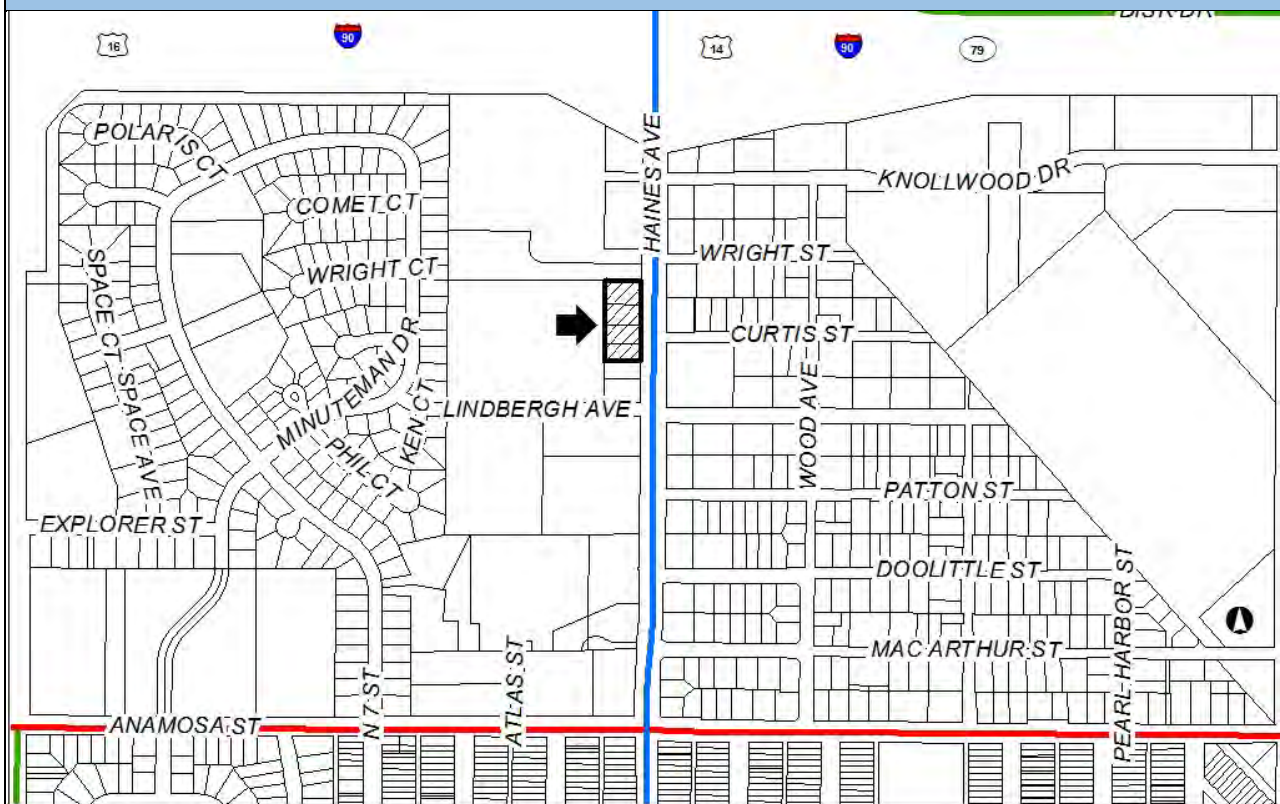 DISK DR
16
90
14
90
79
POLARIS CT
HAINES AVE
KNOLLWOOD DR
COMET CT
WRIGHT ST
WRIGHT CT
SPACE CT
CURTIS ST
MINUTEMAN DR
WOOD AVE
LINDBERGH AVE
KEN CT
SPACE AVE
PHIL CT
PATTON ST
EXPLORER ST
DOOLITTLE ST
PEARL HARBOR ST
MAC ARTHUR ST
ATLAS ST
N 7 ST
ANAMOSA ST